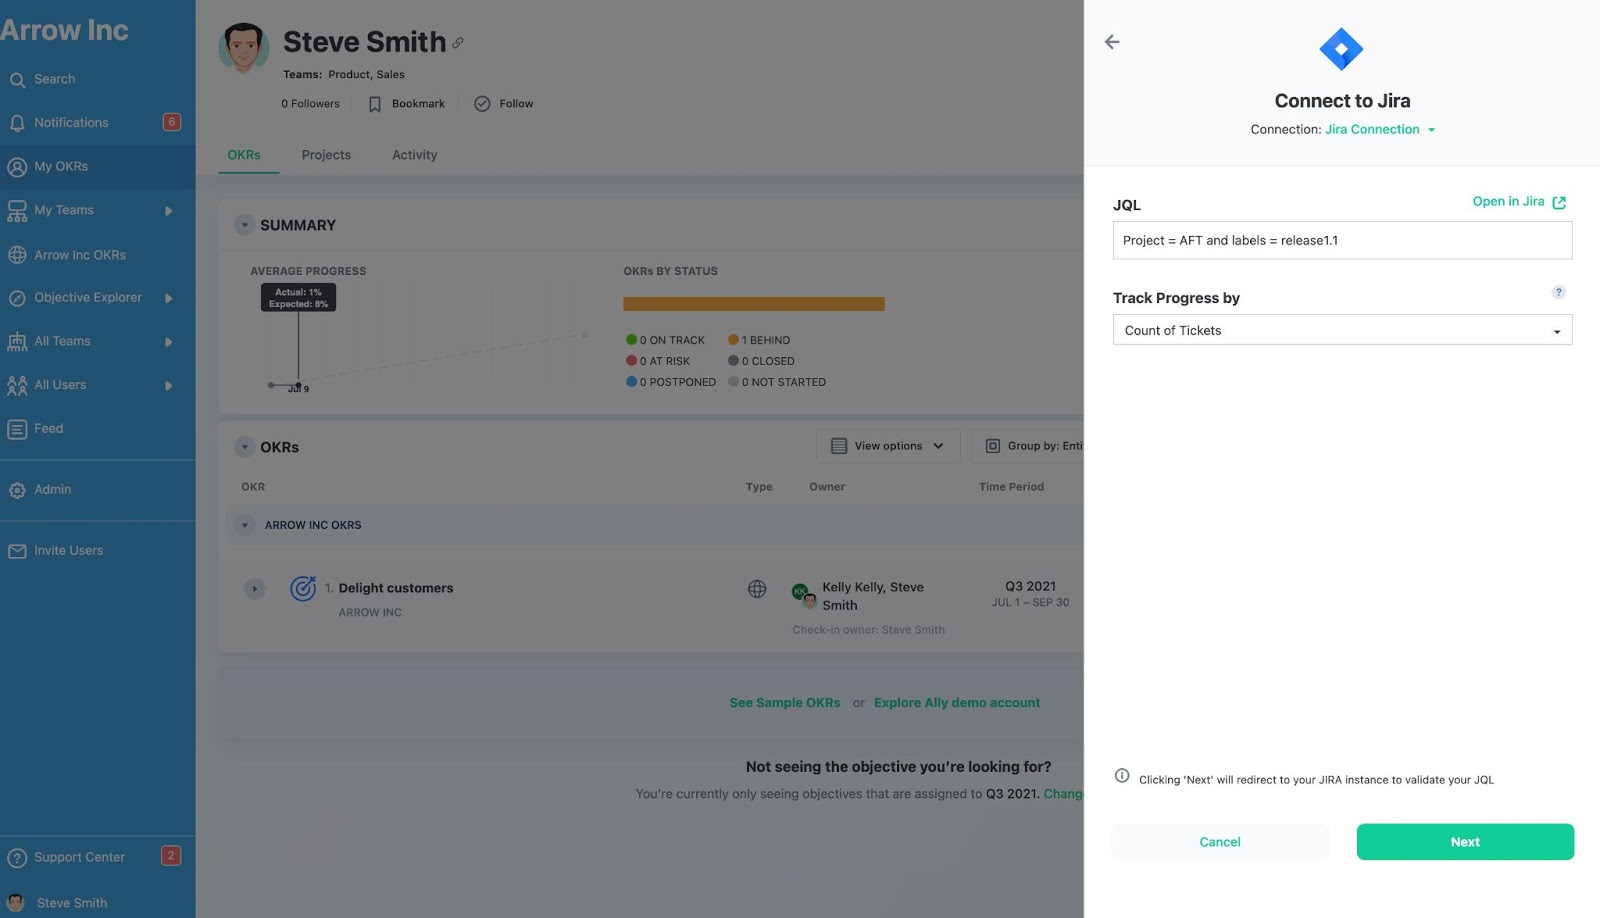 Arrow Inc
Search
Notifications 6
My OKRs
My Teams
Arrow Inc OKRs
Objective Explorer
All Teams
All Users
Feed
Admin
Invite Users
Support Center 2
Steve Smith
Steve Smith
Teams: Product, Sales
0 Followers Bookmark Follow
OKRs Projects Activity
SUMMARY
AVERAGE PROGRESS
Actual: 1%
Expected: 8%
Jul 9
OKRs BY STATUS
0 ON TRACK 1 BEHIND
0 AT RISK 0 CLOSED
0 POSTPONED 0 NOT STARTED
OKRs
View options Group by: Enti
OKR Type Owner Time Period
ARROW INC OKRS
1. Delight customers
ARROW INC
KK
Kelly Kelly, Steve
Smith
Check-in owner: Steve Smith
Q3 2021
JUL 1 – SEP 30
See Sample OKRs or Explore Ally demo account
Not seeing the objective you're looking for?
You're currently only seeing objectives that are assigned to Q3 2021. Chang
Connect to Jira
Connection: Jira Connection
JQL
Open in Jira
Project = AFT and labels = release1.1
Track Progress by
?
Count of Tickets
Clicking 'Next' will redirect to your JIRA instance to validate your JQL
Cancel Next